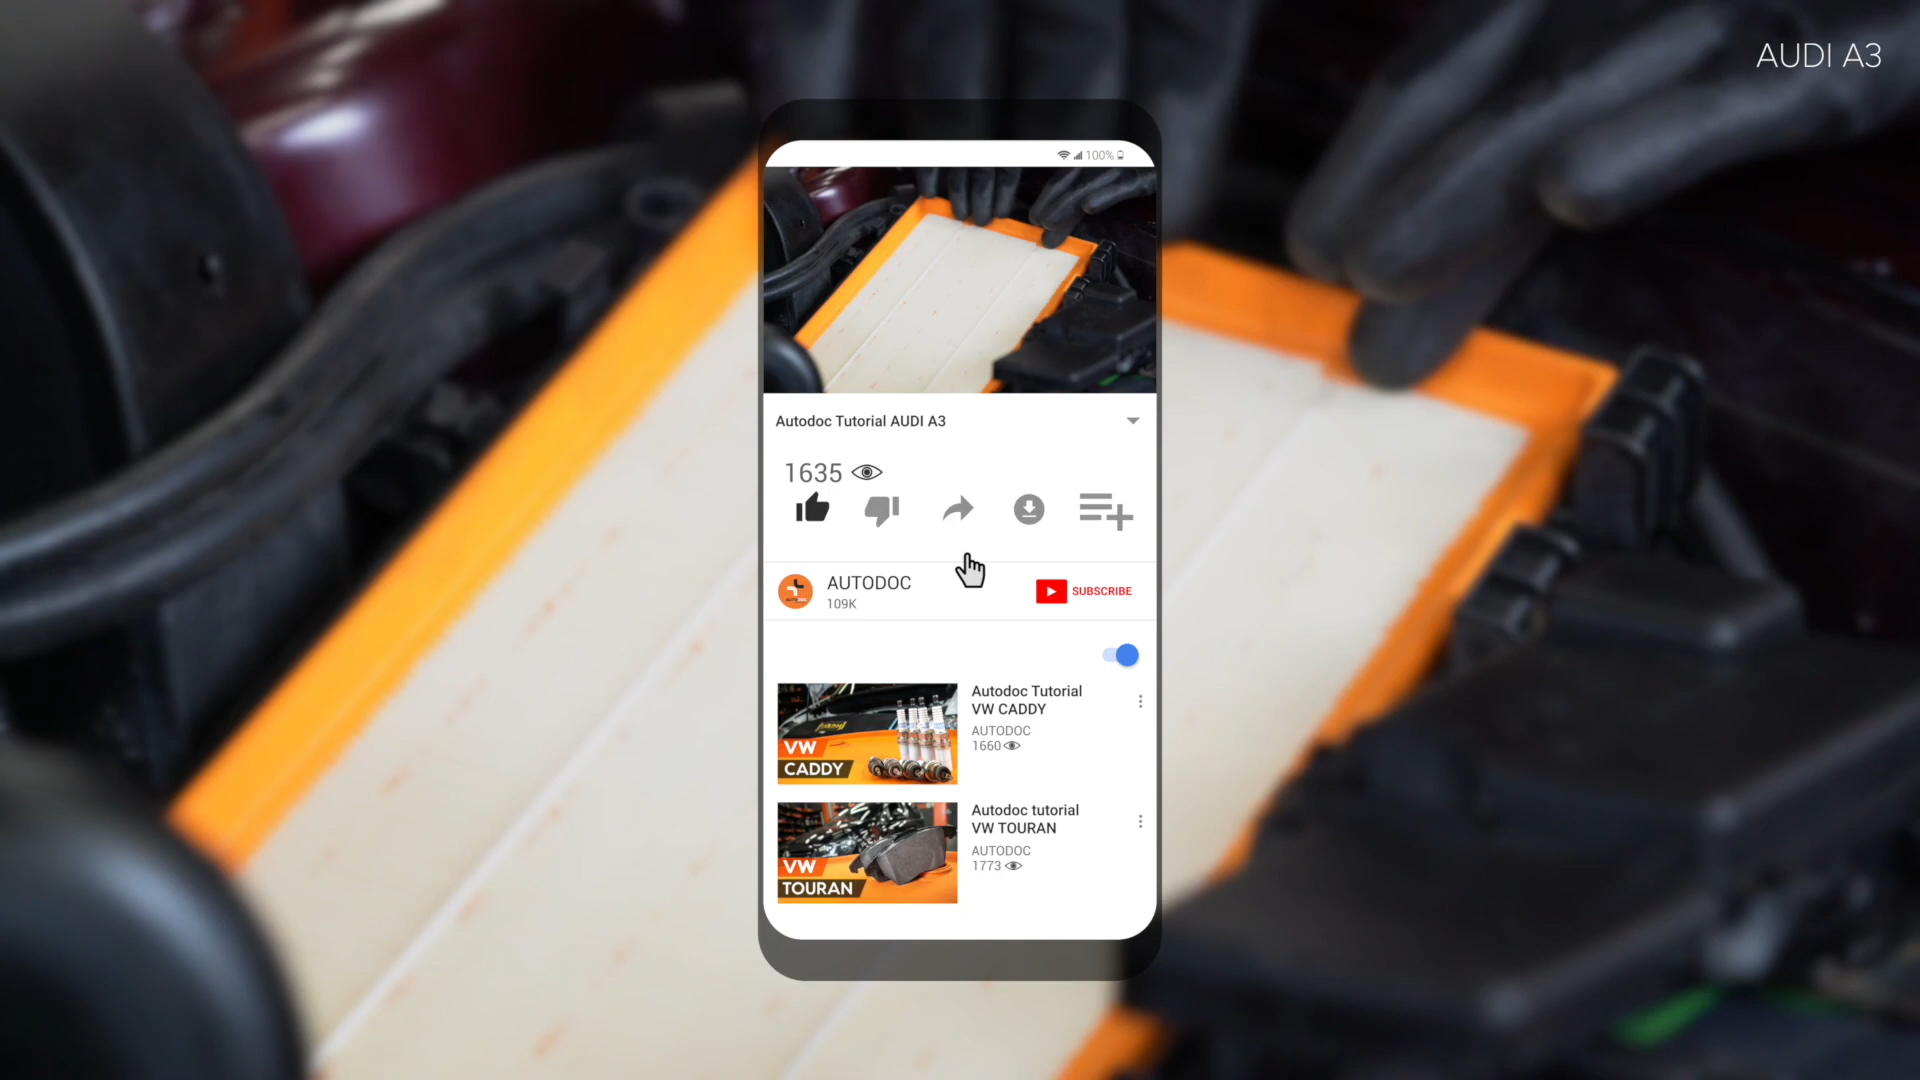 AUDI A3
100%
Autodoc Tutorial AUDI A3
1635
AUTODOC
109K
SUBSCRIBE
Autodoc Tutorial
VW CADDY
AUTODOC
1660
VW
CADDY
Autodoc tutorial
VW TOURAN
AUTODOC
1773
VW
TOURAN